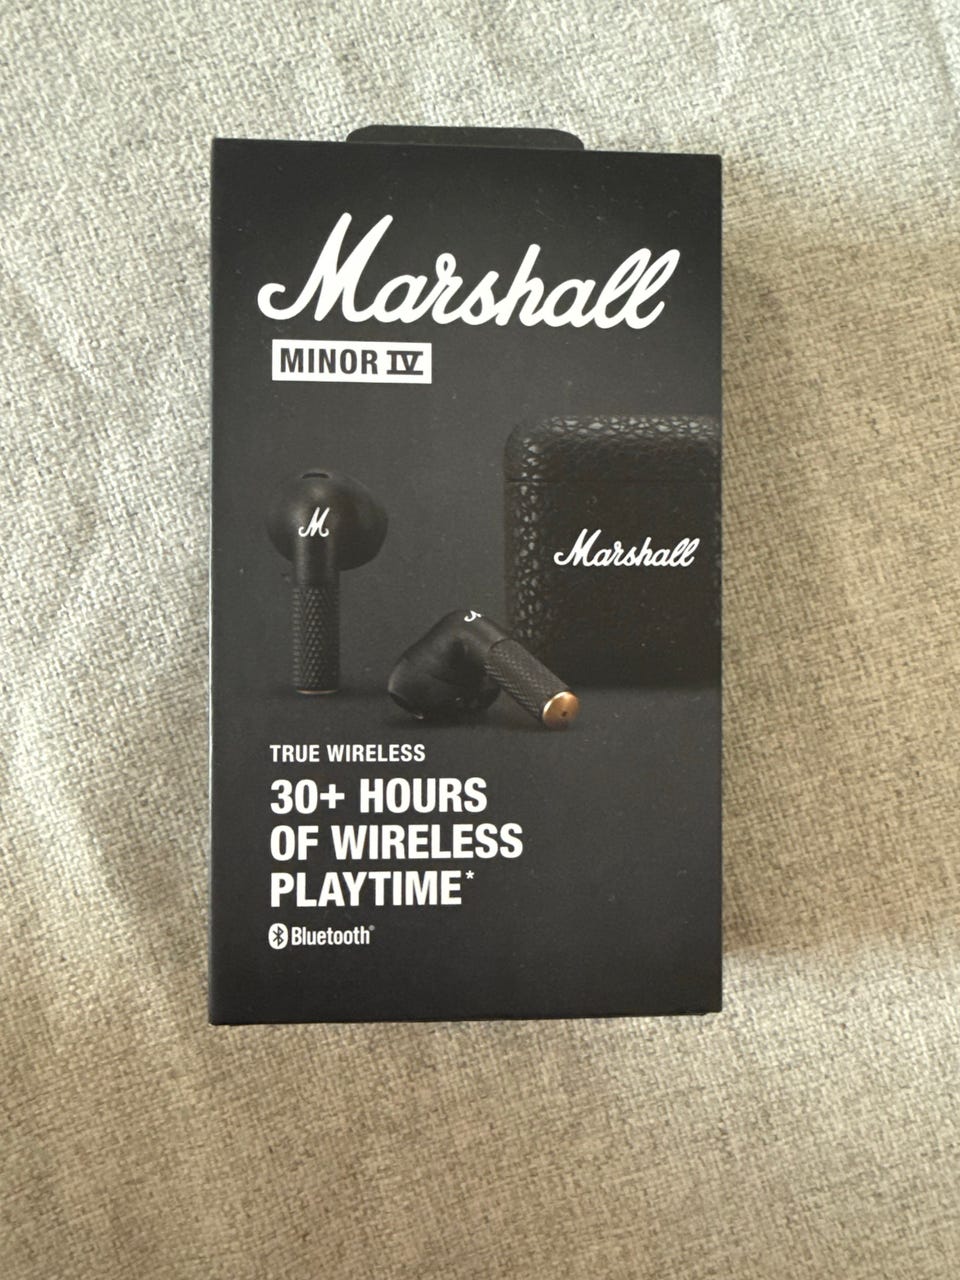 Marshall
MINOR IV
M
Marshall
TRUE WIRELESS
30+ HOURS
OF WIRELESS
PLAYTIME*
Bluetooth®